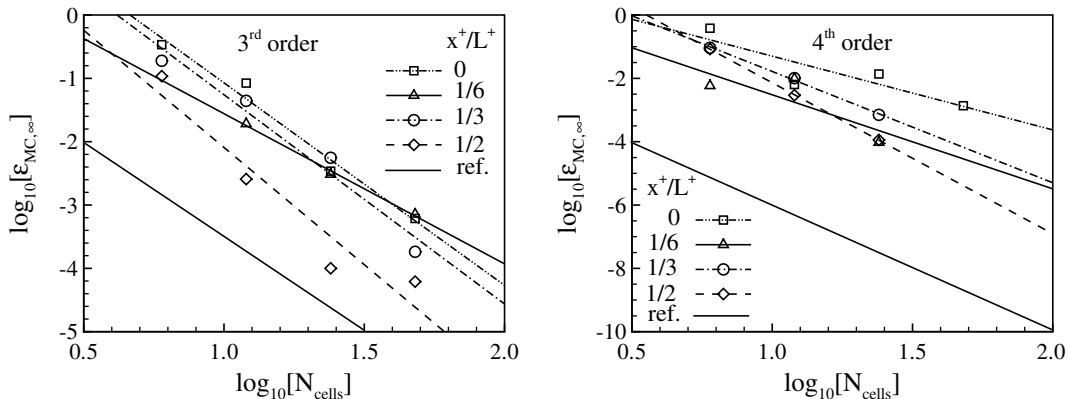 3rd order
x+/L+
0
1/6
1/3
1/2
ref.
0
-1
-2
-3
-4
-5
0.5
1.0
1.5
2.0
log10[εMC,∞]
log10[Ncells]
4th order
x+/L+
0
1/6
1/3
1/2
ref.
0
-2
-4
-6
-8
-10
0.5
1.0
1.5
2.0
log10[εMC,∞]
log10[Ncells]